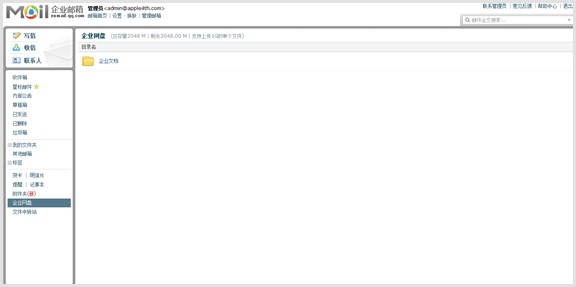 Mail 企业邮箱 管理员<admin@apple4th.com>
exmail.qq.com 邮箱首页 | 设置 - 换肤 | 管理邮箱
联系管理员 | 意见反馈 | 帮助中心 | 退出
邮件全文搜索...
写信
收信
联系人
收件箱
星标邮件
内部公告
草稿箱
已发送
已删除
垃圾箱
我的文件夹
其他邮箱
标签
贺卡 | 明信片
提醒 | 记事本
附件夹
企业网盘
文件中转站
企业网盘 (总容量2048 M | 剩余2048.00 M | 支持上传1G的单个文件)
目录名
企业文档